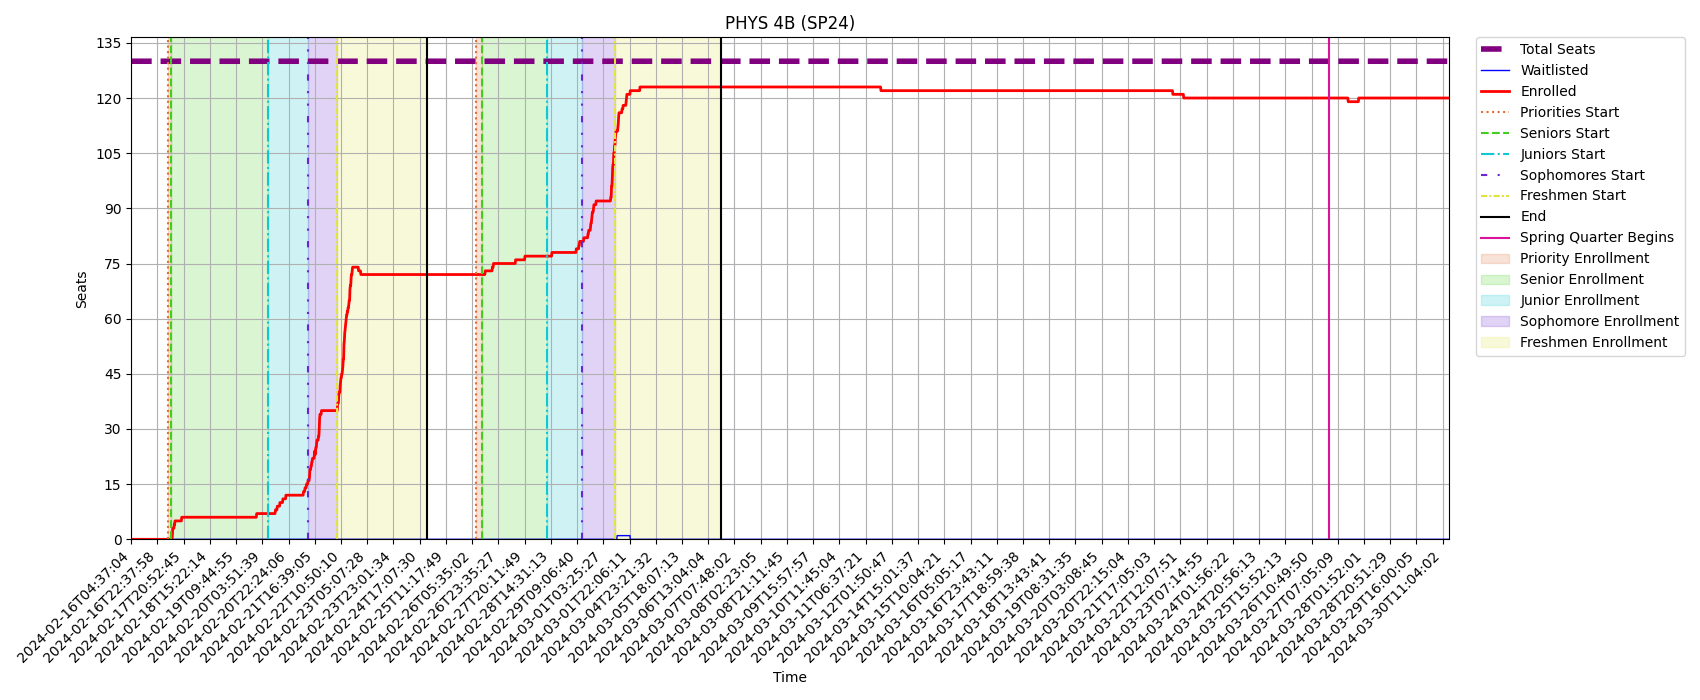 PHYS 4B (SP24)
Seats
135
120
105
90
75
60
45
30
15
0
2024-02-16T04:37:04
2024-02-16T22:37:58
2024-02-17T20:52:45
2024-02-18T15:22:14
2024-02-19T09:44:55
2024-02-20T03:51:39
2024-02-20T22:24:06
2024-02-21T16:39:05
2024-02-22T10:50:10
2024-02-23T05:07:28
2024-02-23T23:01:34
2024-02-24T17:07:30
2024-02-25T11:17:49
2024-02-26T05:35:02
2024-02-26T23:35:27
2024-02-27T20:11:49
2024-02-28T14:31:13
2024-02-29T09:06:40
2024-03-01T03:25:27
2024-03-01T22:06:11
2024-03-04T23:21:32
2024-03-05T18:07:13
2024-03-06T13:04:04
2024-03-07T07:48:02
2024-03-08T02:23:05
2024-03-08T21:11:45
2024-03-09T15:57:57
2024-03-10T11:45:04
2024-03-11T06:37:21
2024-03-12T01:50:47
2024-03-14T15:01:37
2024-03-15T10:04:21
2024-03-16T05:05:17
2024-03-16T23:43:11
2024-03-17T18:59:38
2024-03-18T13:43:41
2024-03-19T08:31:35
2024-03-20T03:08:45
2024-03-20T22:15:04
2024-03-21T17:05:03
2024-03-22T12:07:51
2024-03-23T07:14:55
2024-03-24T01:56:22
2024-03-24T20:56:13
2024-03-25T15:52:13
2024-03-26T10:49:50
2024-03-27T07:05:09
2024-03-28T01:52:01
2024-03-28T20:51:29
2024-03-29T16:00:05
2024-03-30T11:04:02
Time
Total Seats
Waitlisted
Enrolled
Priorities Start
Seniors Start
Juniors Start
Sophomores Start
Freshmen Start
End
Spring Quarter Begins
Priority Enrollment
Senior Enrollment
Junior Enrollment
Sophomore Enrollment
Freshmen Enrollment